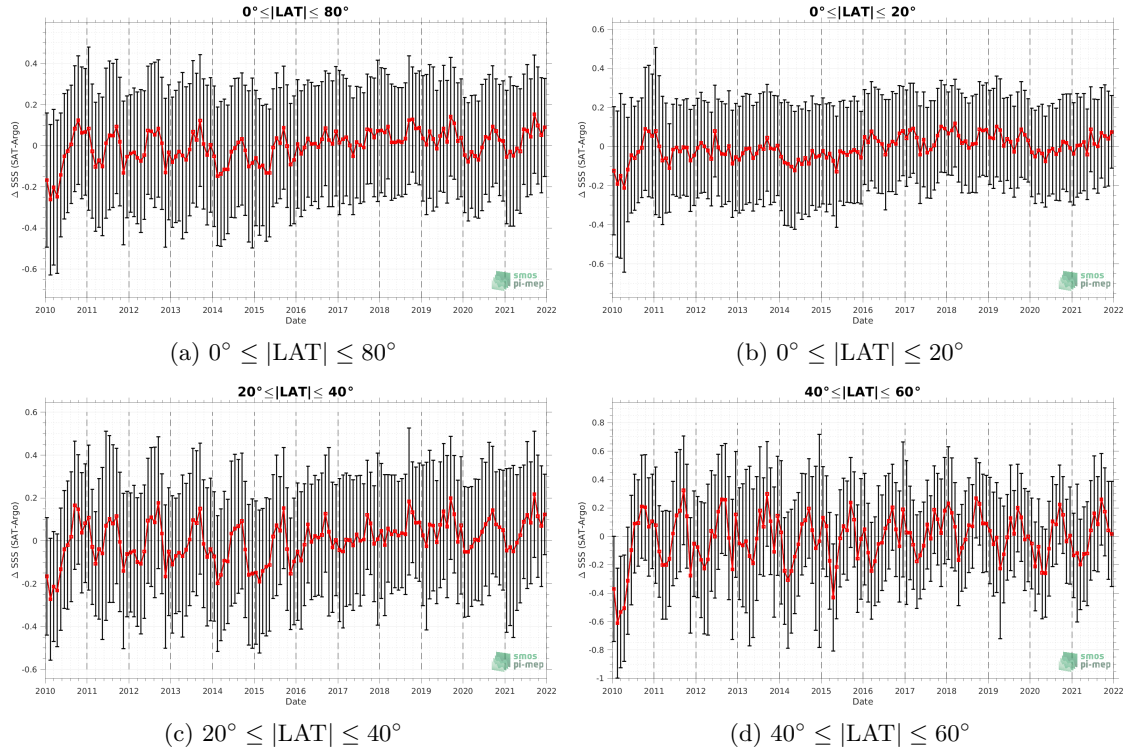 0°≤|LAT|≤ 80°
Δ SSS (SAT-Argo)
0.4
0.2
0
-0.2
-0.4
-0.6
2010 2011 2012 2013 2014 2015 2016 2017 2018 2019 2020 2021 2022
Date
smos
pi-mep
(a) 0° ≤ |LAT| ≤ 80°
0°≤|LAT|≤ 20°
Δ SSS (SAT-Argo)
0.6
0.4
0.2
0
-0.2
-0.4
-0.6
2010 2011 2012 2013 2014 2015 2016 2017 2018 2019 2020 2021 2022
Date
smos
pi-mep
(b) 0° ≤ |LAT| ≤ 20°
20°≤|LAT|≤ 40°
Δ SSS (SAT-Argo)
0.6
0.4
0.2
0
-0.2
-0.4
-0.6
2010 2011 2012 2013 2014 2015 2016 2017 2018 2019 2020 2021 2022
Date
smos
pi-mep
(c) 20° ≤ |LAT| ≤ 40°
40°≤|LAT|≤ 60°
Δ SSS (SAT-Argo)
0.8
0.6
0.4
0.2
0
-0.2
-0.4
-0.6
-0.8
-1
2010 2011 2012 2013 2014 2015 2016 2017 2018 2019 2020 2021 2022
Date
smos
pi-mep
(d) 40° ≤ |LAT| ≤ 60°